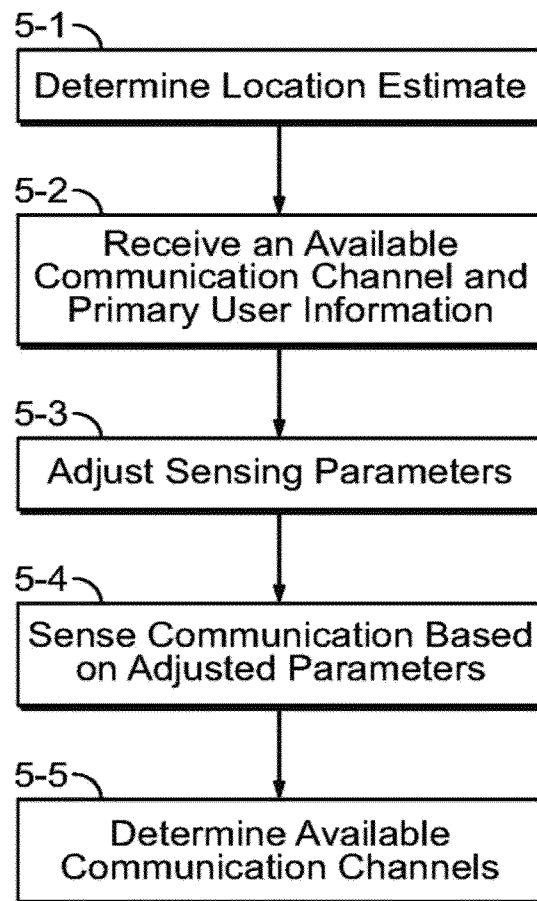 5-1
Determine Location Estimate
5-2
Receive an Available
Communication Channel and
Primary User Information
5-3
Adjust Sensing Parameters
5-4
Sense Communication Based
on Adjusted Parameters
5-5
Determine Available
Communication Channels